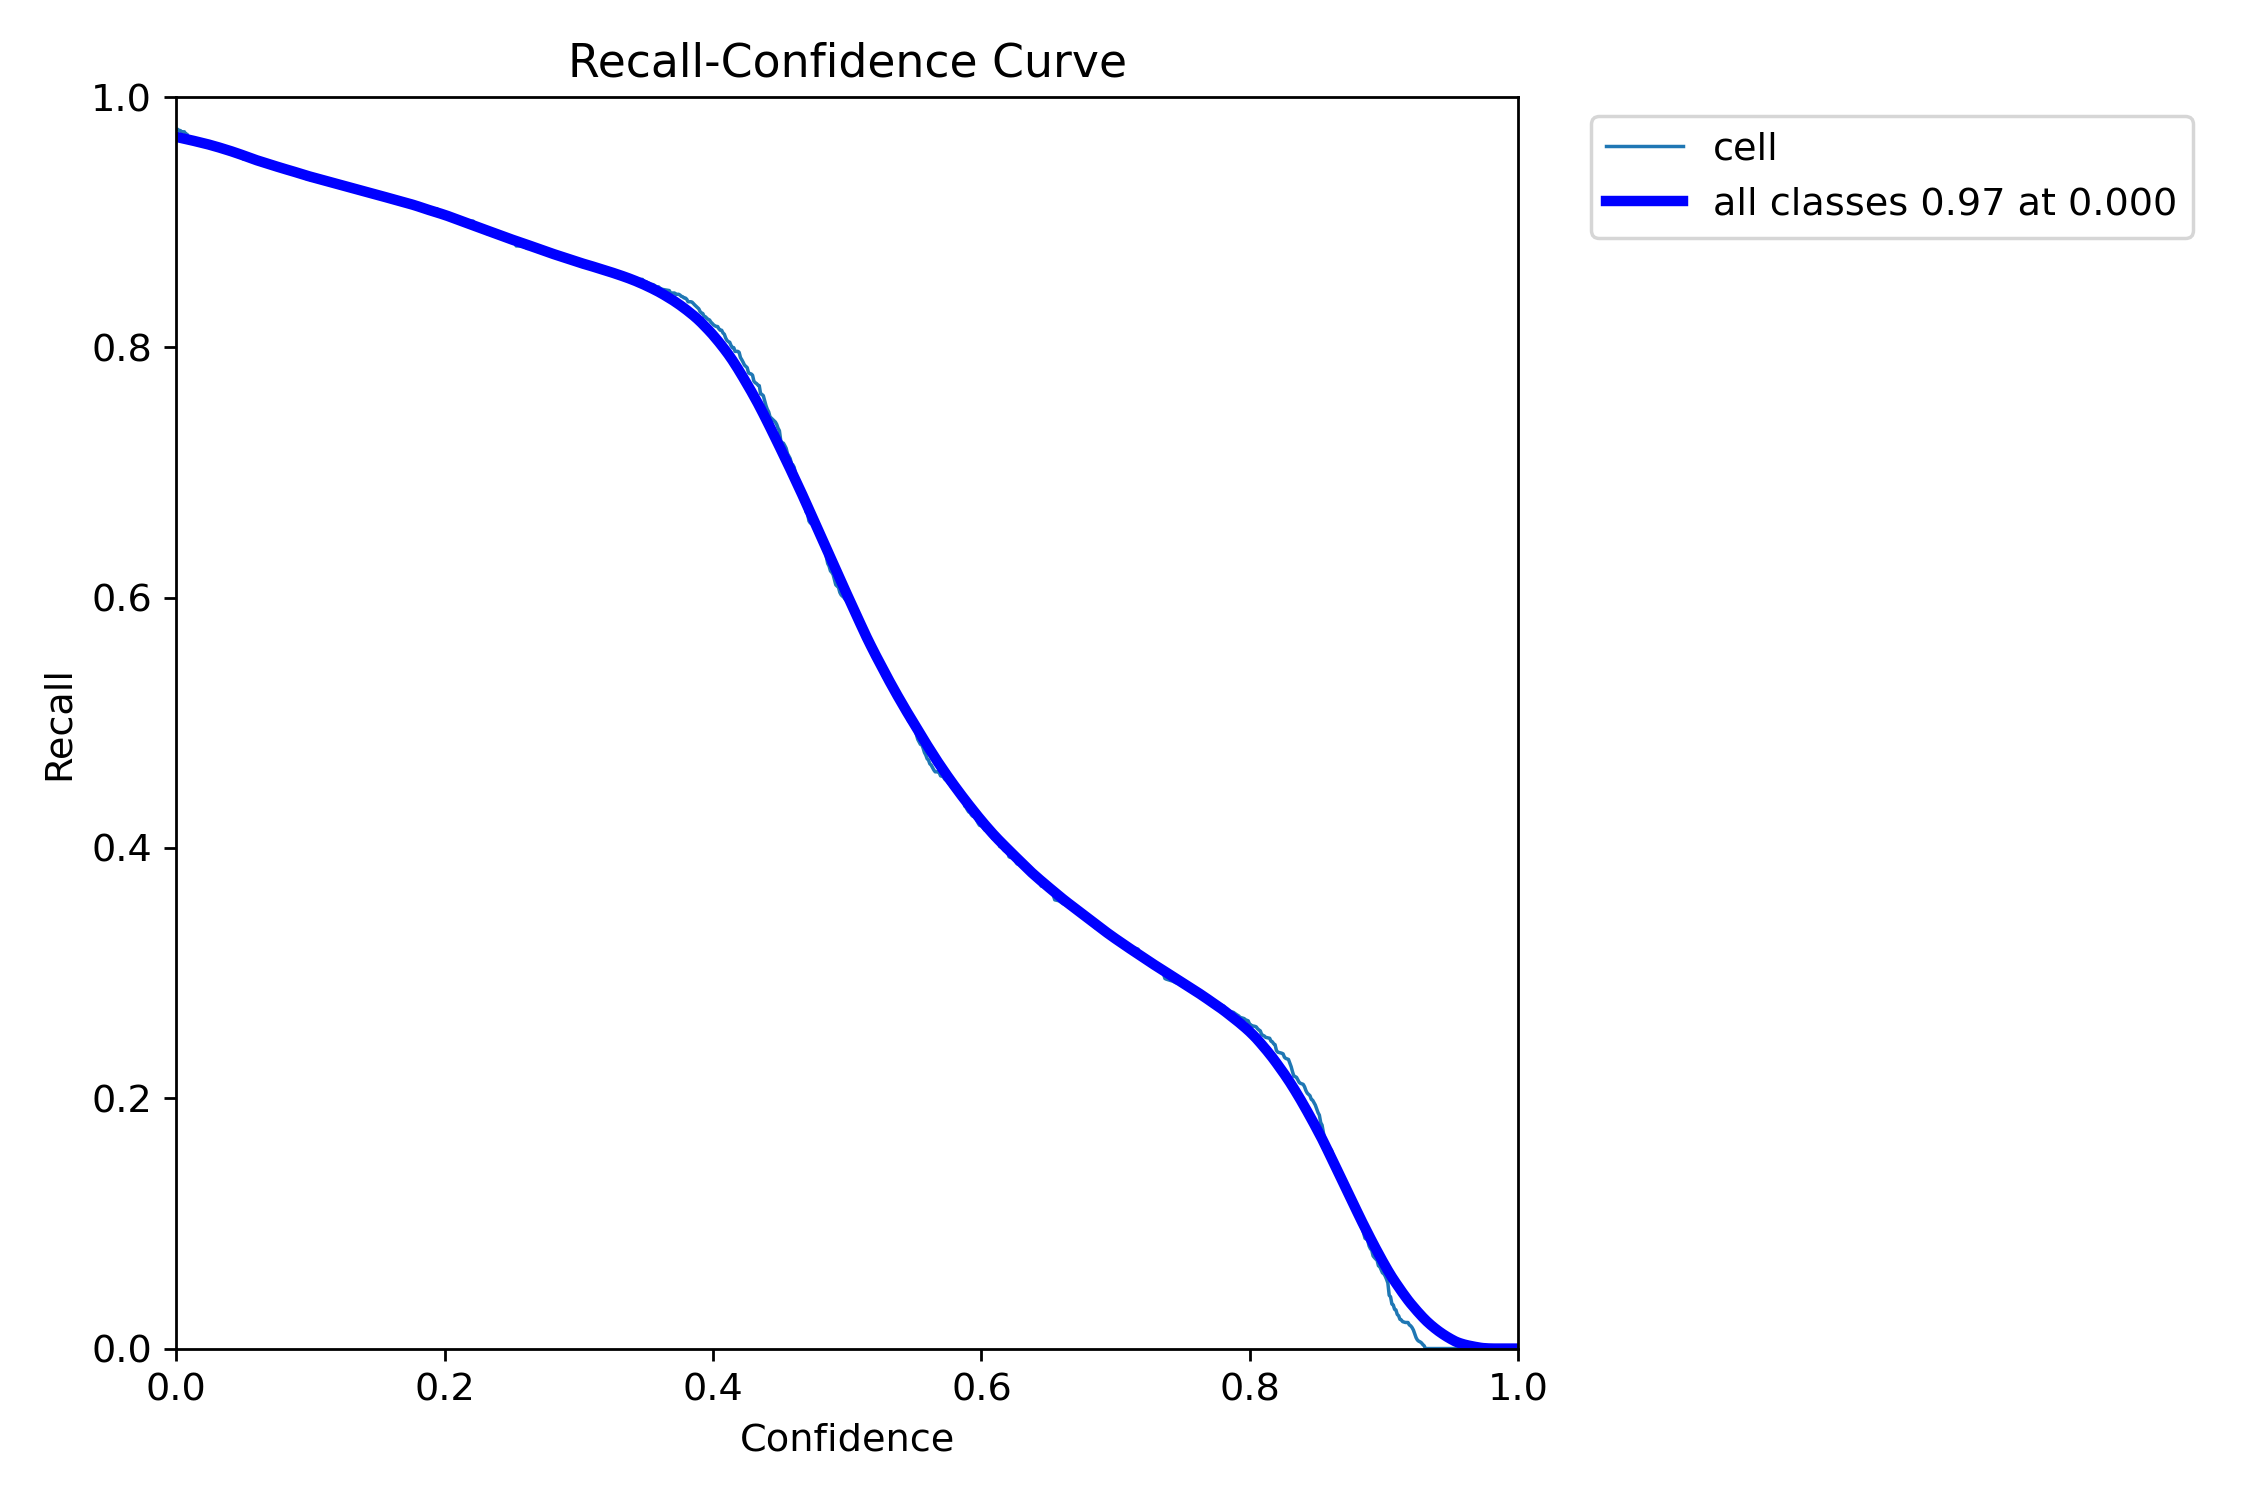 Recall-Confidence Curve
1.0
0.8
0.6
0.4
0.2
0.0
Recall
0.0 0.2 0.4 0.6 0.8 1.0
Confidence
cell
all classes 0.97 at 0.000